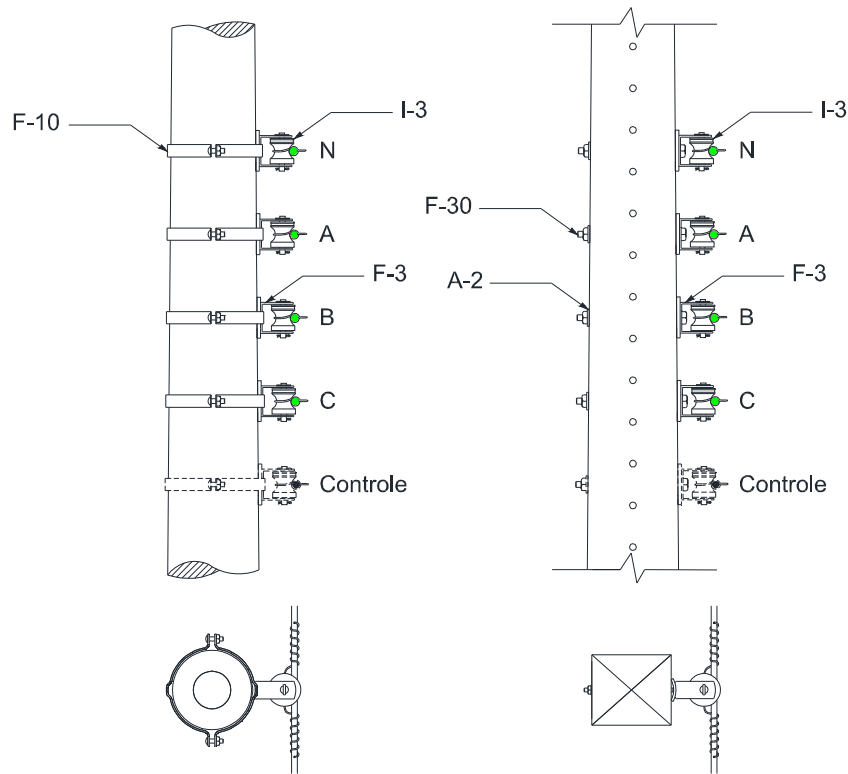 F-10
I-3
N
A
F-3
B
C
Controle
I-3
N
F-30
A
A-2
F-3
B
C
Controle